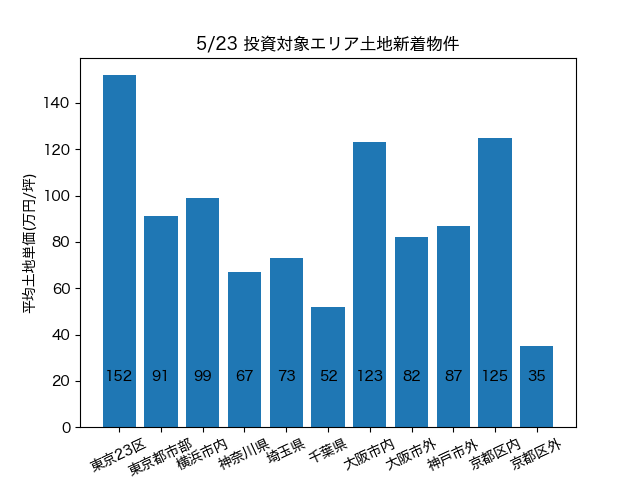 5/23 投資対象エリア土地新着物件
平均土地単価(万円/坪)
140
120
100
80
60
40
20
0
152 91 99 67 73 52 123 82 87 125 35
東京23区 東京都市部 横浜市内 神奈川県 埼玉県 千葉県 大阪市内 大阪市外 神戸市外 京都区内 京都区外